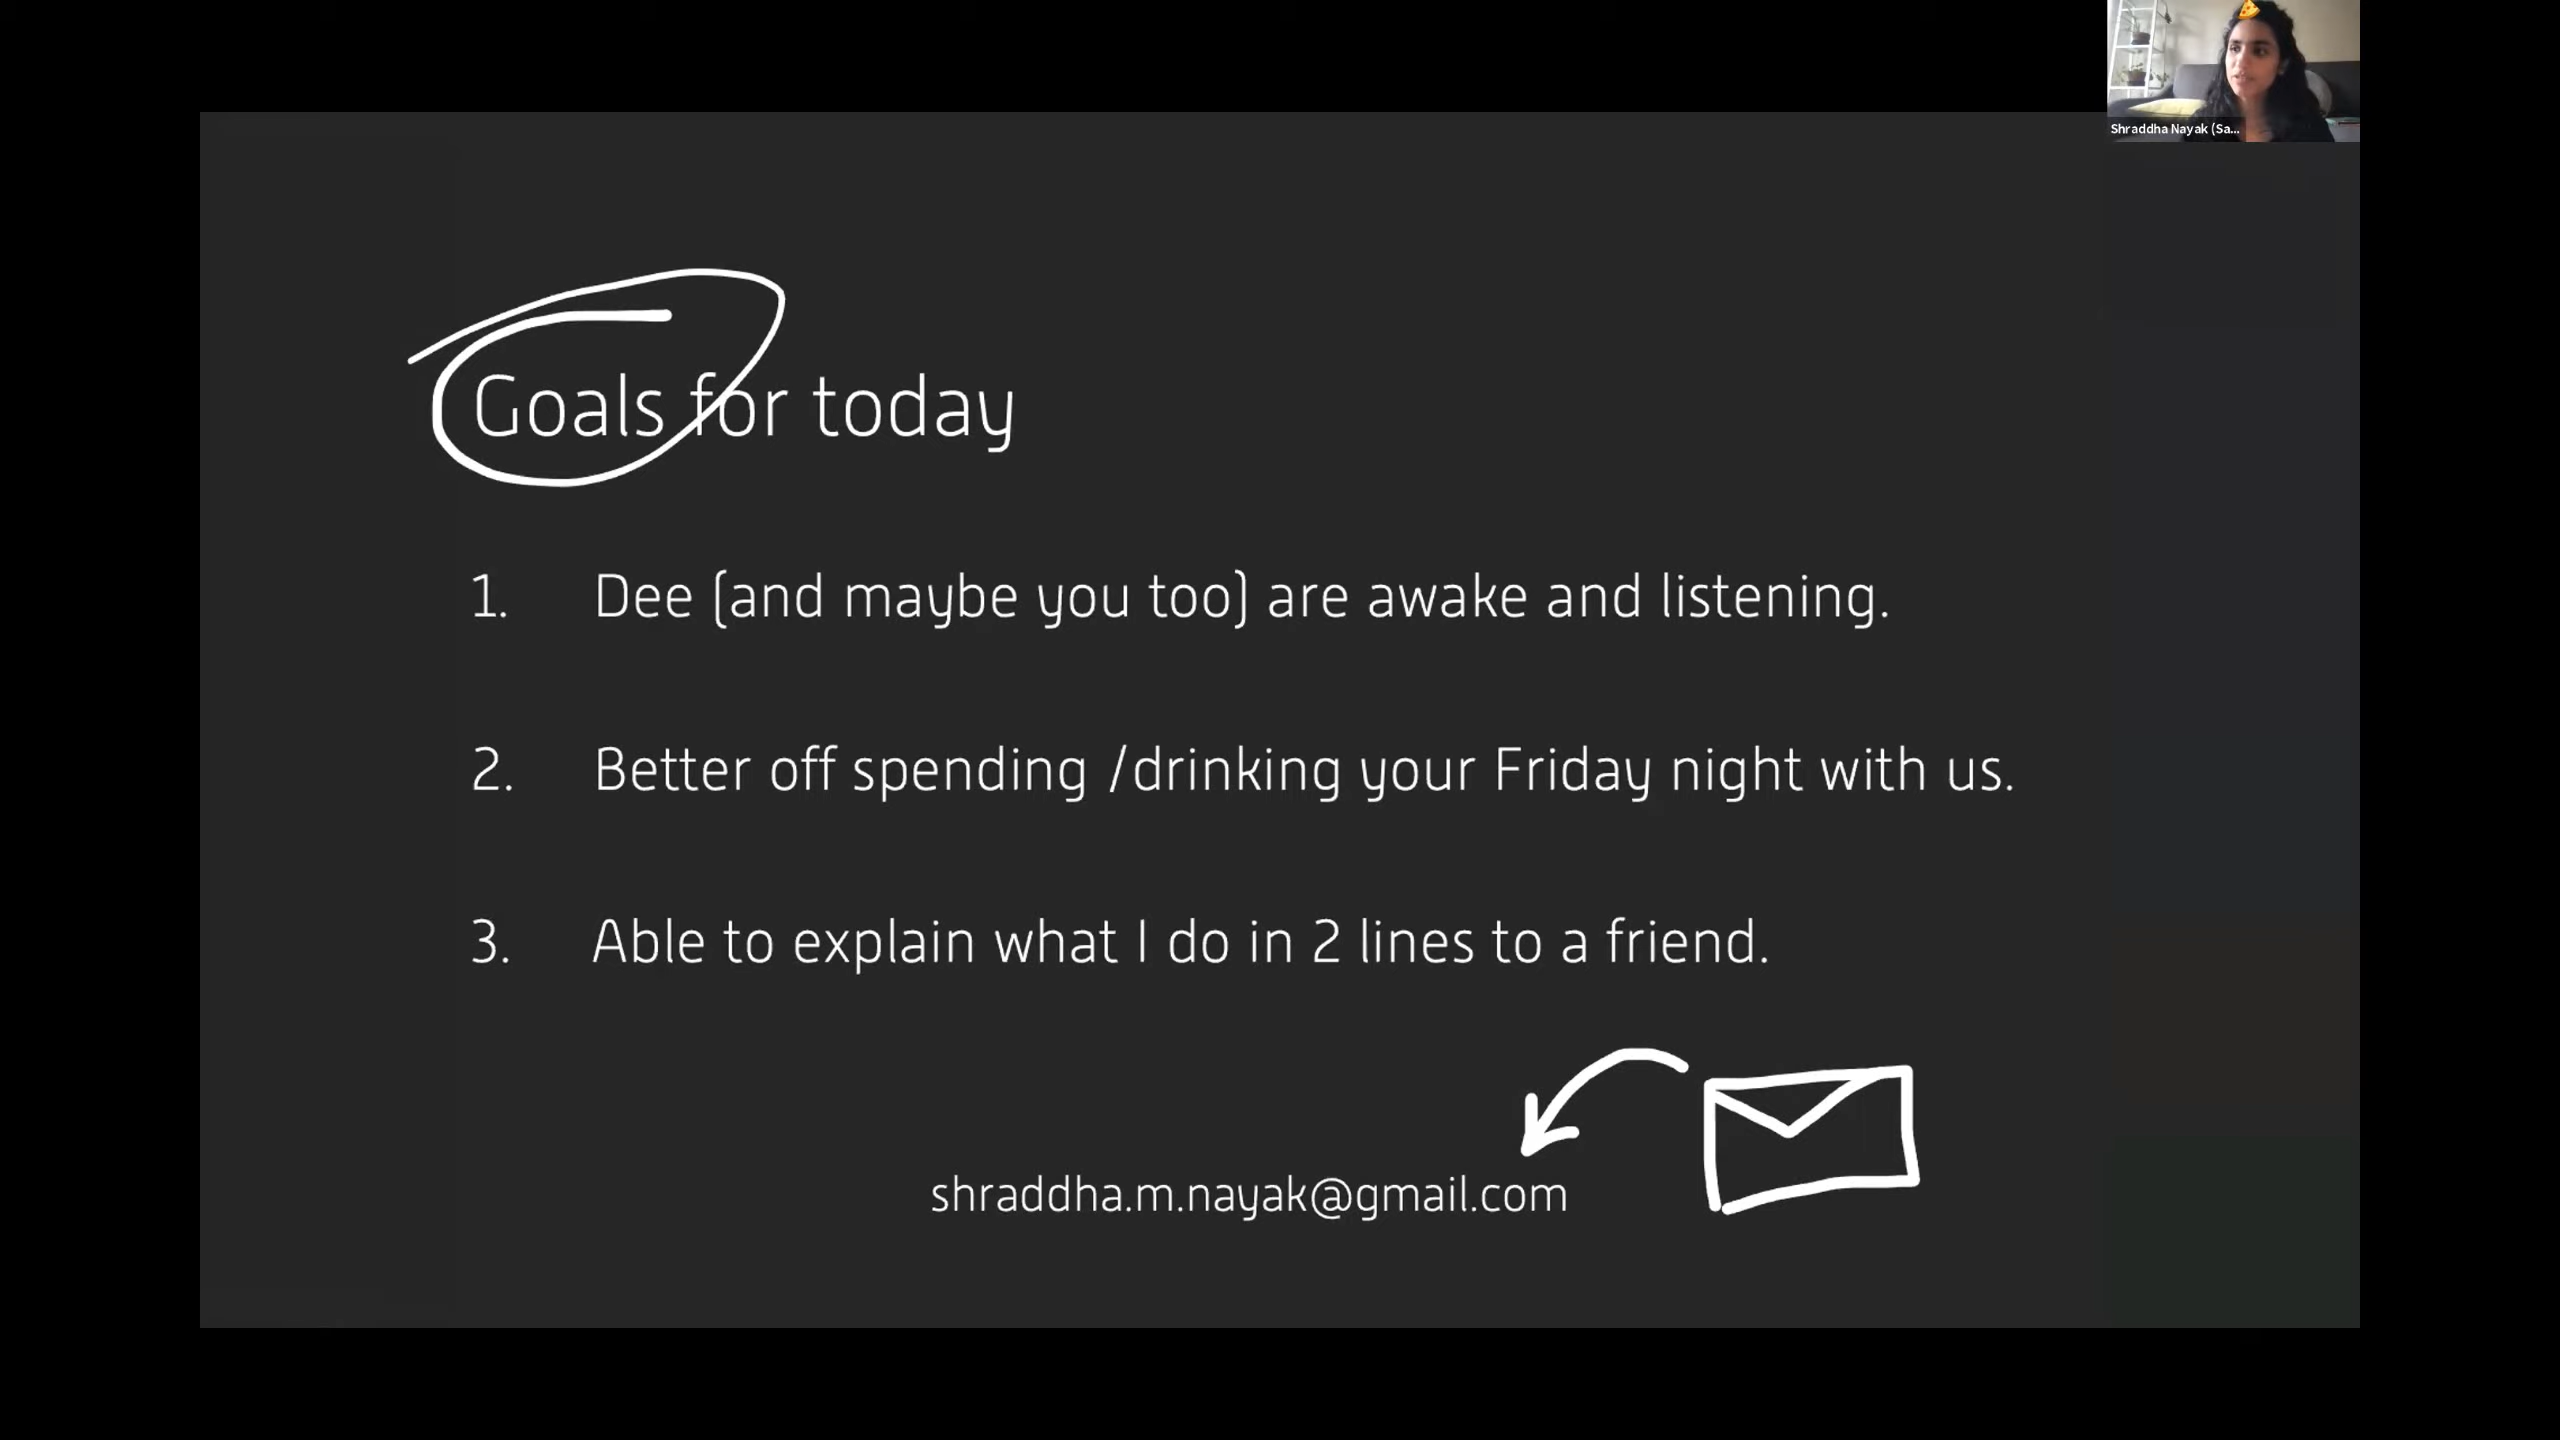 Shraddha Nayak (Sa...
Goals for today
1. Dee (and maybe you too) are awake and listening.
2. Better off spending /drinking your Friday night with us.
3. Able to explain what I do in 2 lines to a friend.
shraddha.m.nayak@gmail.com